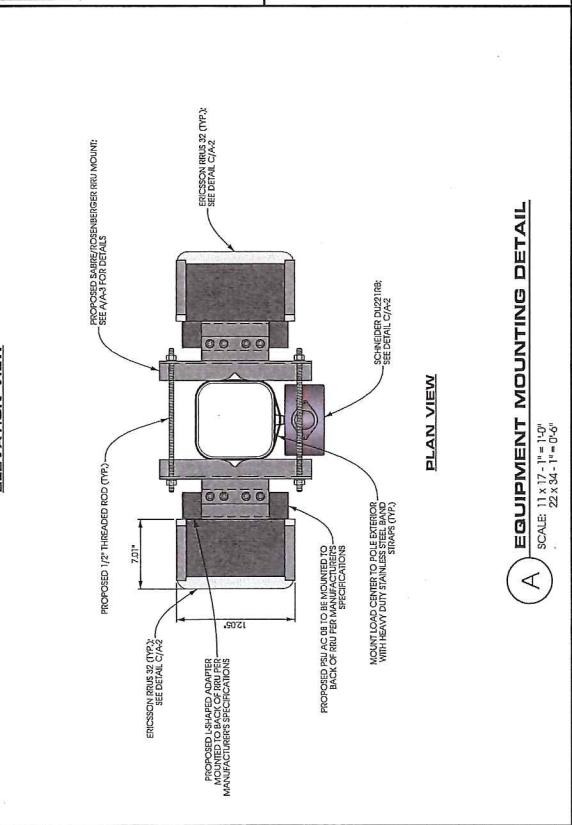 PROPOSED SABRE/ROSENBERGER RRU MOUNT;
SEE A/A-3 FOR DETAILS
ERICSSON RRUS 32 (TYP.);
SEE DETAIL C/A-2
PROPOSED 1/2" THREADED ROD (TYP.)
7.01"
ERICSSON RRUS 32 (TYP.);
SEE DETAIL C/A-2
12.05"
PROPOSED L-SHAPED ADAPTER
MOUNTED TO BACK OF RRU PER
MANUFACTURER'S SPECIFICATIONS
SCHNEIDER DU221RB;
SEE DETAIL C/A-2
PROPOSED PSU AC 08 TO BE MOUNTED TO
BACK OF RRU PER MANUFACTURER'S
SPECIFICATIONS
MOUNT LOAD CENTER TO POLE EXTERIOR
WITH HEAVY DUTY STAINLESS STEEL BAND
STRAPS (TYP.)
PLAN VIEW
A
EQUIPMENT MOUNTING DETAIL
SCALE: 11 x 17 - 1" = 1'-0"
22 x 34 - 1" = 0'-6"